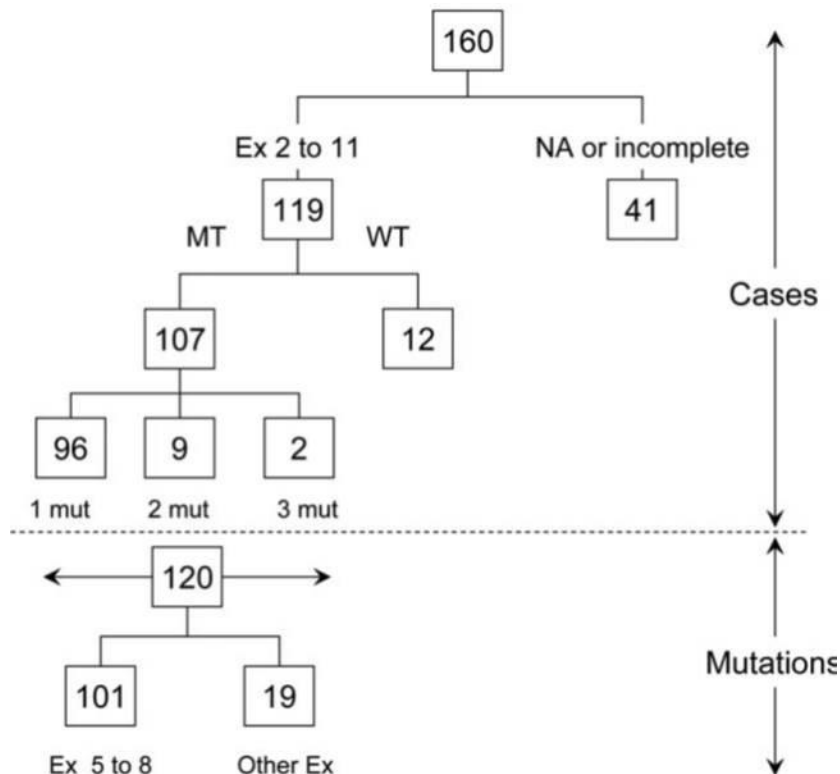 160
Ex 2 to 11
NA or incomplete
119
41
MT
WT
Cases
107
12
96
9
2
1 mut
2 mut
3 mut
120
Mutations
101
19
Ex 5 to 8
Other Ex